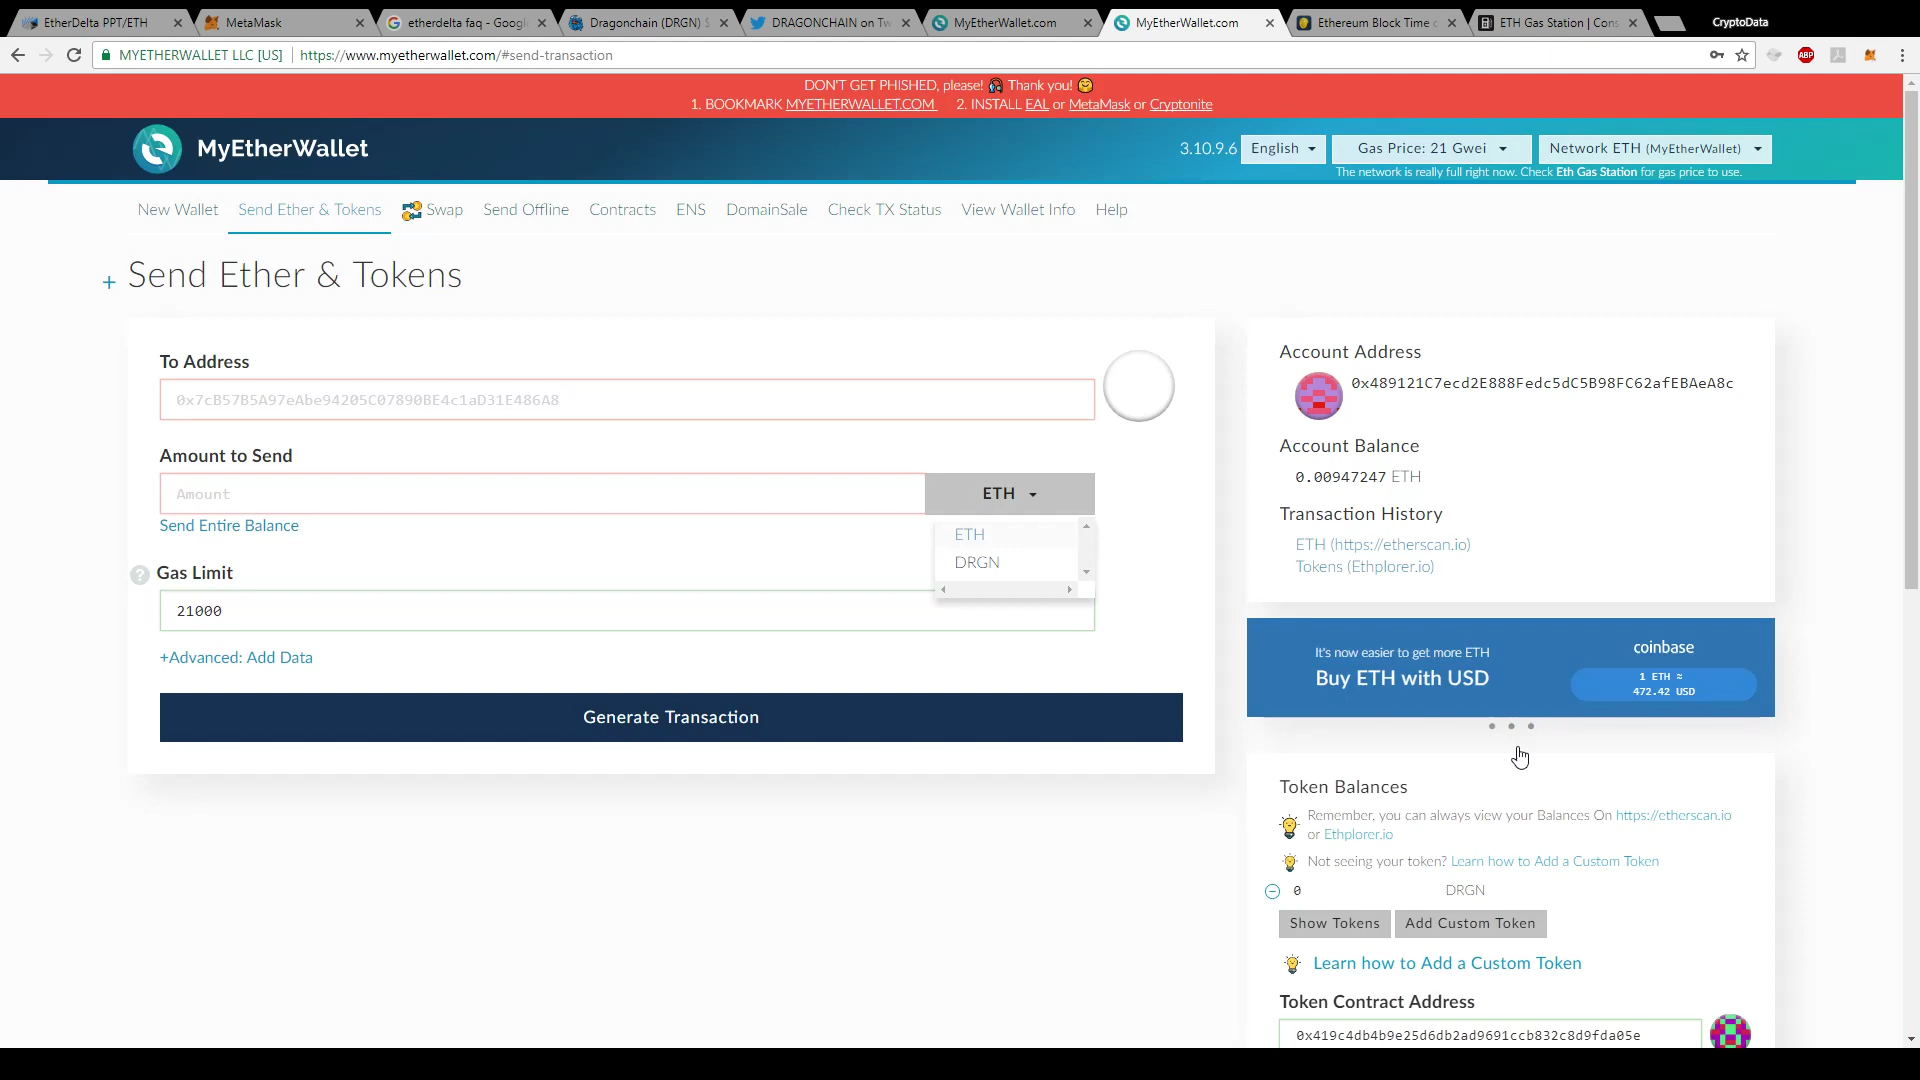 EtherDelta PPT/ETH
MetaMask
etherdelta faq - Goog
Dragonchain (DRGN) $
DRAGONCHAIN on Tw
MyEtherWallet.com
MyEtherWallet.com
Ethereum Block Time
ETH Gas Station | Con
CryptoData
MYETHERWALLET LLC [US]
https://www.myetherwallet.com/#send-transaction
ABP
DON'T GET PHISHED, please! Thank you!
1. BOOKMARK MYETHERWALLET.COM 2. INSTALL EAL or MetaMask or Cryptonite
MyEtherWallet
3.10.9.6
English
Gas Price: 21 Gwei
Network ETH (MyEtherWallet)
The network is really full right now. Check Eth Gas Station for gas price to use.
New Wallet
Send Ether & Tokens
Swap
Send Offline
Contracts
ENS
DomainSale
Check TX Status
View Wallet Info
Help
+ Send Ether & Tokens
To Address
0x7cB57B5A97eAbe94205C07890BE4c1aD31E486A8
Amount to Send
Amount
ETH
Send Entire Balance
ETH
DRGN
? Gas Limit
21000
+Advanced: Add Data
Generate Transaction
Account Address
0x489121C7ecd2E888Fedc5dC5B98FC62afEBAeA8c
Account Balance
0.00947247 ETH
Transaction History
ETH (https://etherscan.io)
Tokens (Ethplorer.io)
It's now easier to get more ETH
Buy ETH with USD
coinbase
1 ETH ≈
472.42 USD
Token Balances
Remember, you can always view your Balances On https://etherscan.io
or Ethplorer.io
Not seeing your token? Learn how to Add a Custom Token
0 DRGN
Show Tokens
Add Custom Token
Learn how to Add a Custom Token
Token Contract Address
0x419c4db4b9e25d6db2ad9691ccb832c8d9fda05e